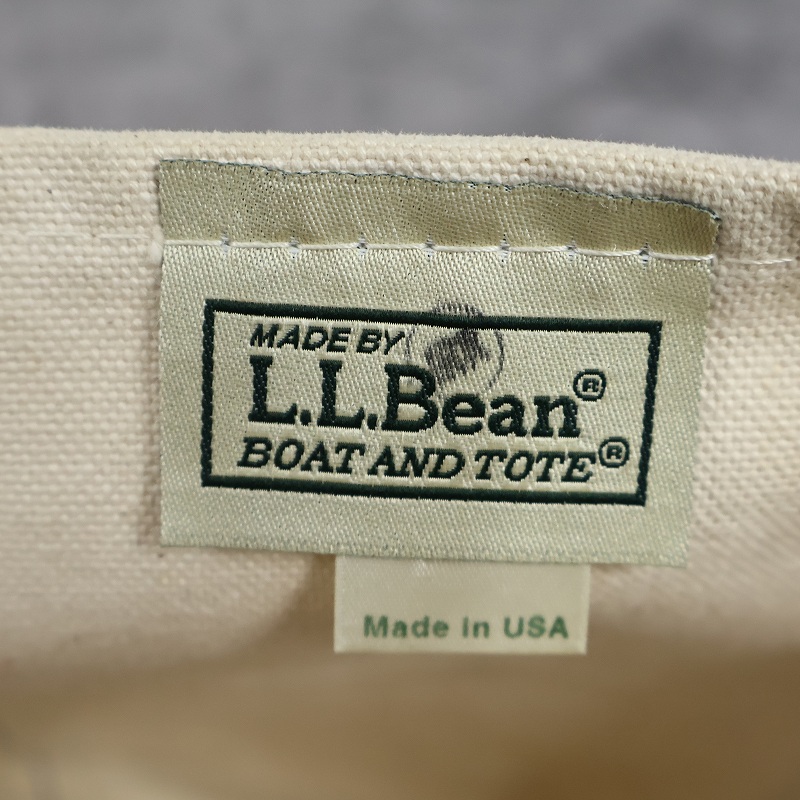 MADE BY
L.L.Bean®
BOAT AND TOTE®
Made in USA